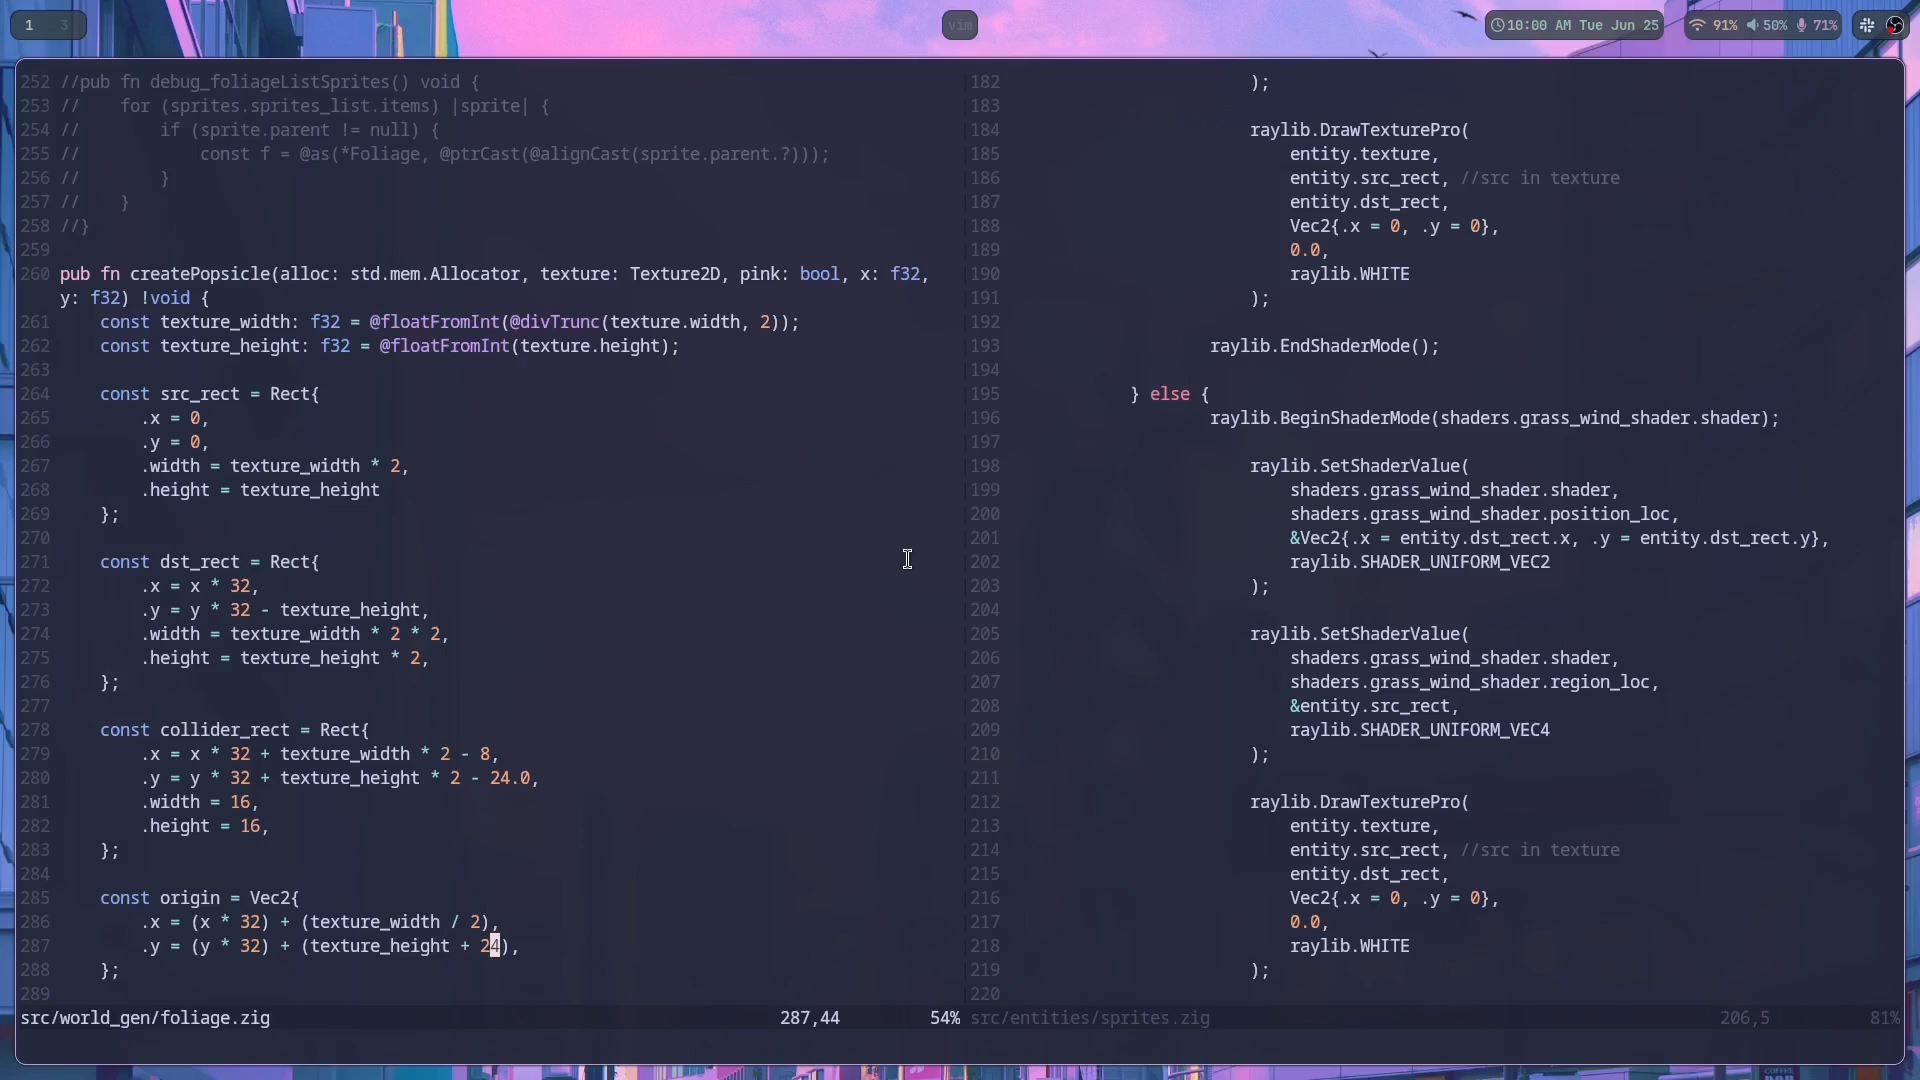 1 3
vim
10:00 AM Tue Jun 25
91% 50% 71%
252 //pub fn debug_foliageListSprites() void {
253 //    for (sprites.sprites_list.items) |sprite| {
254 //        if (sprite.parent != null) {
255 //            const f = @as(*Foliage, @ptrCast(@alignCast(sprite.parent.?)));
256 //        }
257 //    }
258 //}
259
260 pub fn createPopsicle(alloc: std.mem.Allocator, texture: Texture2D, pink: bool, x: f32,
y: f32) !void {
261     const texture_width: f32 = @floatFromInt(@divTrunc(texture.width, 2));
262     const texture_height: f32 = @floatFromInt(texture.height);
263
264     const src_rect = Rect{
265         .x = 0,
266         .y = 0,
267         .width = texture_width * 2,
268         .height = texture_height
269     };
270
271     const dst_rect = Rect{
272         .x = x * 32,
273         .y = y * 32 - texture_height,
274         .width = texture_width * 2 * 2,
275         .height = texture_height * 2,
276     };
277
278     const collider_rect = Rect{
279         .x = x * 32 + texture_width * 2 - 8,
280         .y = y * 32 + texture_height * 2 - 24.0,
281         .width = 16,
282         .height = 16,
283     };
284
285     const origin = Vec2{
286         .x = (x * 32) + (texture_width / 2),
287         .y = (y * 32) + (texture_height + 24),
288     };
289
src/world_gen/foliage.zig 287,44 54%
182 );
183
184 raylib.DrawTexturePro(
185     entity.texture,
186     entity.src_rect, //src in texture
187     entity.dst_rect,
188     Vec2{.x = 0, .y = 0},
189     0.0,
190     raylib.WHITE
191 );
192
193 raylib.EndShaderMode();
194
195 } else {
196 raylib.BeginShaderMode(shaders.grass_wind_shader.shader);
197
198 raylib.SetShaderValue(
199     shaders.grass_wind_shader.shader,
200     shaders.grass_wind_shader.position_loc,
201     &Vec2{.x = entity.dst_rect.x, .y = entity.dst_rect.y},
202     raylib.SHADER_UNIFORM_VEC2
203 );
204
205 raylib.SetShaderValue(
206     shaders.grass_wind_shader.shader,
207     shaders.grass_wind_shader.region_loc,
208     &entity.src_rect,
209     raylib.SHADER_UNIFORM_VEC4
210 );
211
212 raylib.DrawTexturePro(
213     entity.texture,
214     entity.src_rect, //src in texture
215     entity.dst_rect,
216     Vec2{.x = 0, .y = 0},
217     0.0,
218     raylib.WHITE
219 );
220
src/entities/sprites.zig 206,5 81%
COFFEE